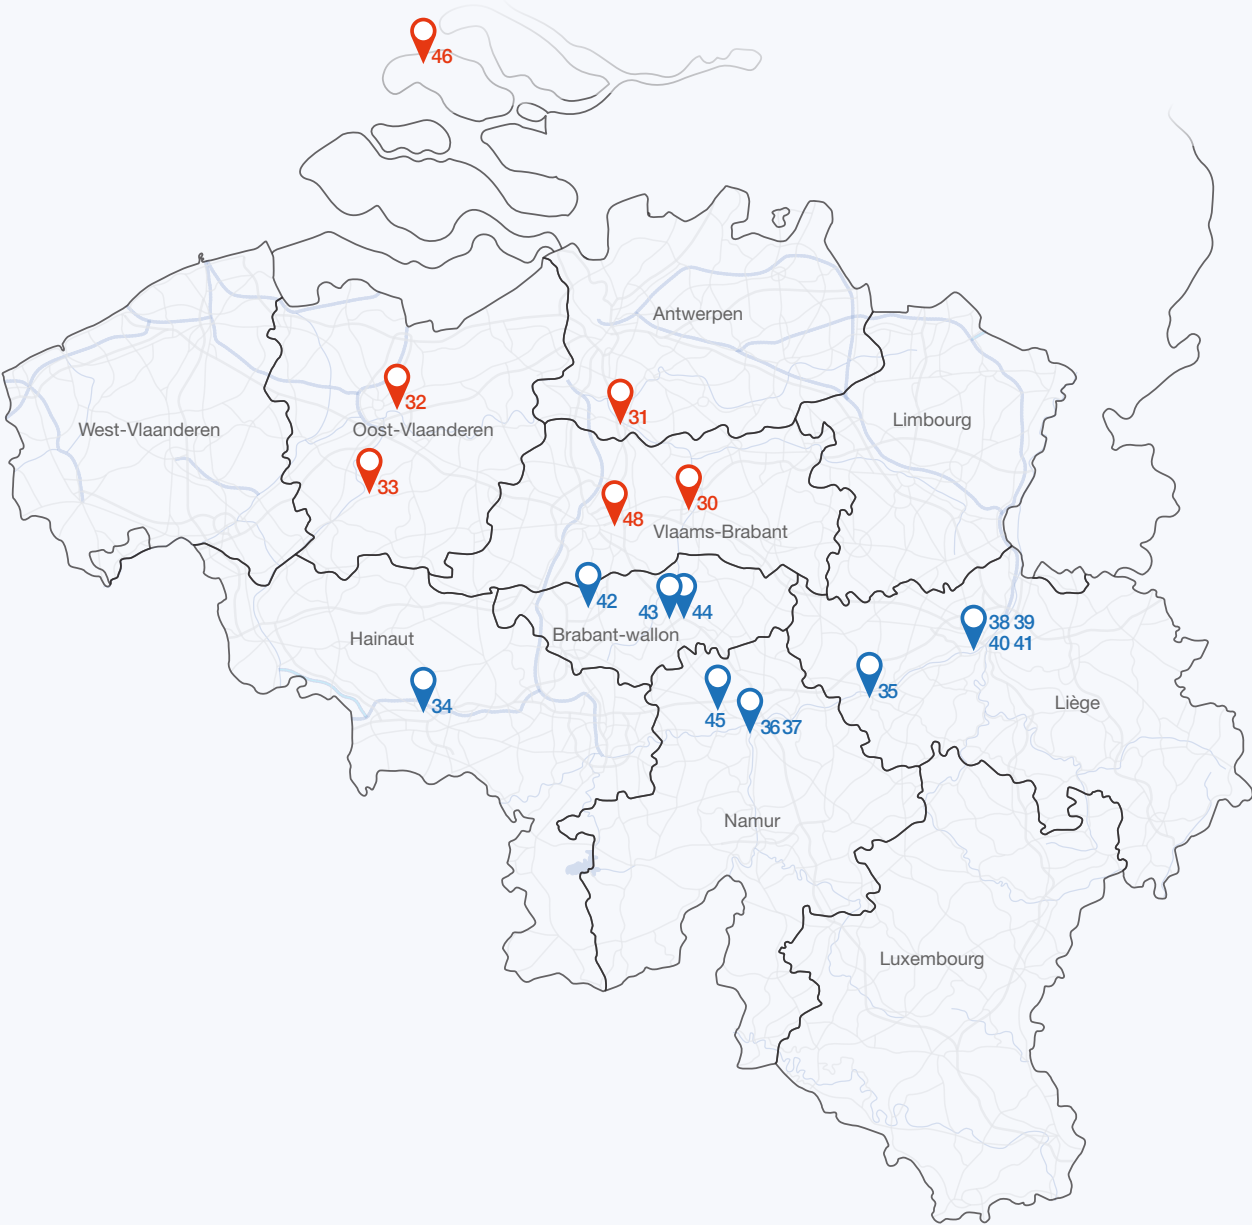 46
Antwerpen
32
31
Limbourg
West-Vlaanderen
Oost-Vlaanderen
33
30
48
Vlaams-Brabant
42
43
44
38 39
40 41
Hainaut
Brabant-wallon
35
34
45
36 37
Liège
Namur
Luxembourg